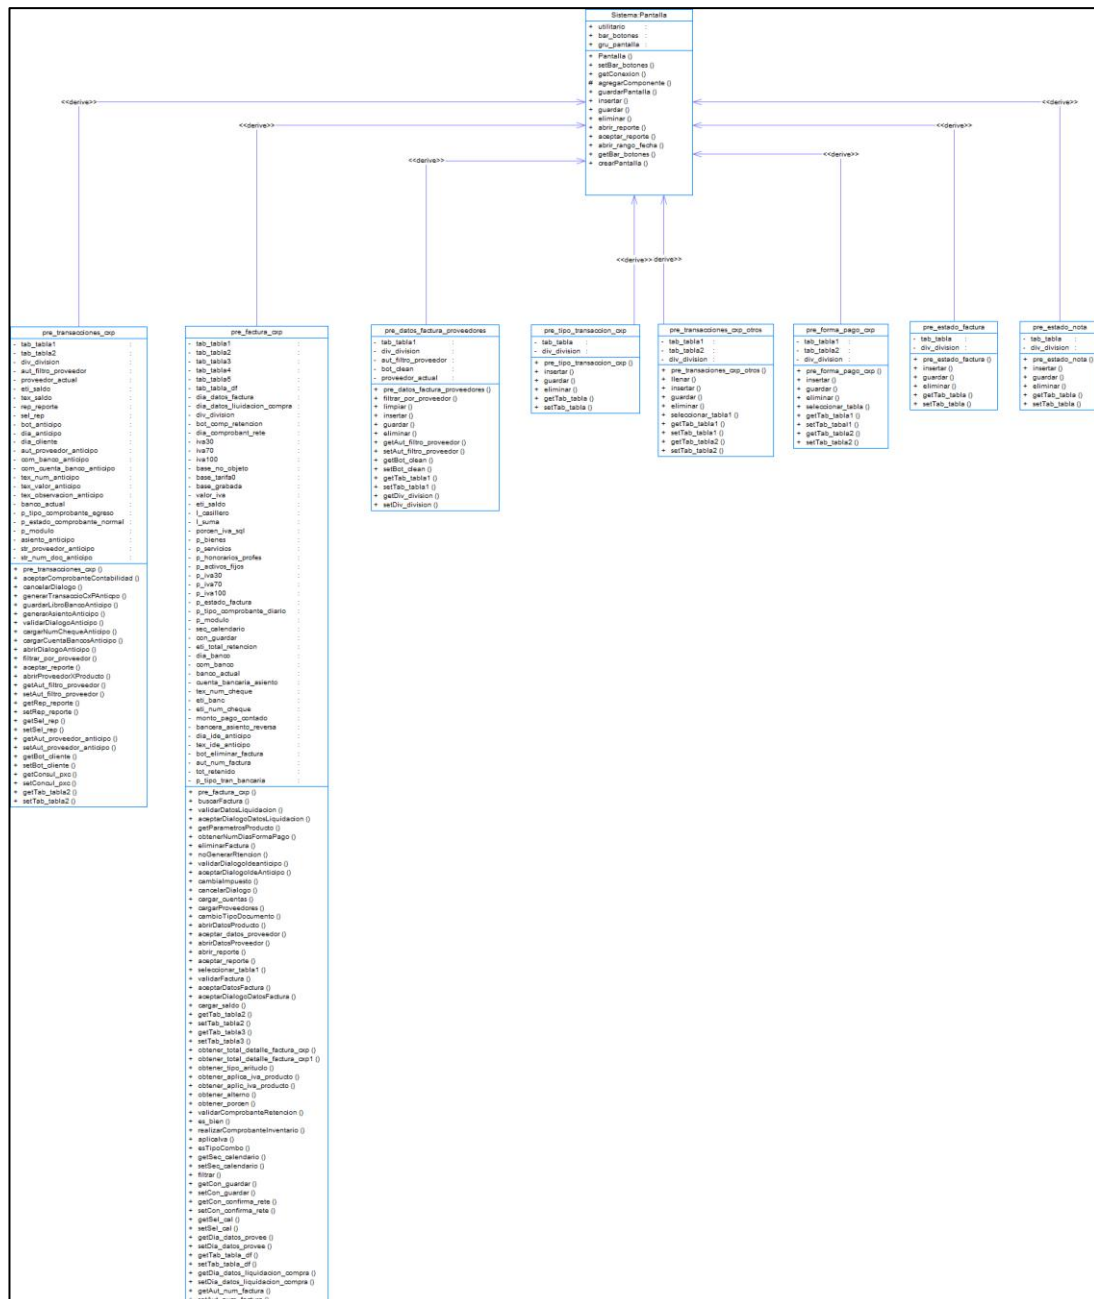 Sistema:Pantalla
+ utilitario :
+ bar_botones :
+ gru_pantalla :
+ Pantalla ()
+ setBar_botones ()
+ getConexion ()
# agregarComponente ()
+ guardarPantalla ()
+ insertar ()
+ guardar ()
+ eliminar ()
+ abrir_reporte ()
+ aceptar_reporte ()
+ abrir_rango_fecha ()
+ getBar_botones ()
+ crearPantalla ()
<<derive>>
<<derive>>
<<derive>>
<<derive>>
<<derive>>
<<derive>>
<<derive>> derive>>
pre_transacciones_cxp
- tab_tabla1 :
- tab_tabla2 :
- div_division :
- aut_filtro_proveedor :
- proveedor_actual :
- eti_saldo :
- tex_saldo :
- rep_reporte :
- sel_rep :
- bot_anticipo :
- dia_anticipo :
- dia_cliente :
- aut_proveedor_anticipo :
- com_banco_anticipo :
- com_cuenta_banco_anticipo :
- tex_num_anticipo :
- tex_valor_anticipo :
- tex_observacion_anticipo :
- banco_actual :
- p_tipo_comprobante_egreso :
- p_estado_comprobante_normal :
- p_modulo :
- asiento_anticipo :
- str_proveedor_anticipo :
- str_num_doc_anticipo :
+ pre_transacciones_cxp ()
+ aceptarComprobanteContabilidad ()
+ cancelarDialogo ()
+ generarTransaccioCxPAnticpo ()
+ guardarLibroBancoAnticipo ()
+ generarAsientoAnticipo ()
+ validarDialogoAnticipo ()
+ cargarNumChequeAnticipo ()
+ cargarCuentaBancosAnticipo ()
+ abrirDialogoAnticipo ()
+ filtrar_por_proveedor ()
+ aceptar_reporte ()
+ abrirProveedorXProducto ()
+ getAut_filtro_proveedor ()
+ setAut_filtro_proveedor ()
+ getRep_reporte ()
+ setRep_reporte ()
+ getSel_rep ()
+ setSel_rep ()
+ getAut_proveedor_anticipo ()
+ setAut_proveedor_anticipo ()
+ getBot_cliente ()
+ setBot_cliente ()
+ getConsul_pxc ()
+ setConcul_pxc ()
+ getTab_tabla2 ()
+ setTab_tabla2 ()
pre_factura_cxp
- tab_tabla1 :
- tab_tabla2 :
- tab_tabla3 :
- tab_tabla4 :
- tab_tabla5 :
- tab_tabla_df :
- dia_datos_factura :
- dia_datos_liuidacion_compra :
- div_division :
- bot_comp_retencion :
- dia_comprobant_rete :
- iva30 :
- iva70 :
- iva100 :
- base_no_objeto :
- base_tarifa0 :
- base_grabada :
- valor_iva :
- eti_saldo :
- l_casillero :
- l_suma :
- porcen_iva_sql :
- p_bienes :
- p_servicios :
- p_honorarios_profes :
- p_activos_fijos :
- p_iva30 :
- p_iva70 :
- p_iva100 :
- p_estado_factura :
- p_tipo_comprobante_diario :
- p_modulo :
- seq_calendario :
- con_guardar :
- eti_total_retencion :
- dia_banco :
- com_banco :
- banco_actual :
- cuenta_bancaria_asiento :
- tex_num_cheque :
- eti_banc :
- eti_num_cheque :
- monto_pago_contado :
- bancera_asiento_reversa :
- dia_ide_anticipo :
- tex_ide_anticipo :
- bot_eliminar_factura :
- aut_num_factura :
- tot_retenido :
- p_tipo_tran_bancaria :
+ pre_factura_cxp ()
+ buscarFactura ()
+ validarDatosLiquidacion ()
+ aceptarDialogoDatosLiquidacion ()
+ getParametrosProducto ()
+ obtenerNumDiasFormaPago ()
+ eliminarFactura ()
+ noGenerarRtencion ()
+ validarDialogoIdeanticipo ()
+ aceptarDialogoIdeAnticipo ()
+ cambiaImpuesto ()
+ cancelarDialogo ()
+ cargar_cuentas ()
+ cargarProveedores ()
+ cambioTipoDocumento ()
+ abrirDatosProducto ()
+ aceptar_datos_proveedor ()
+ abrirDatosProveedor ()
+ abrir_reporte ()
+ aceptar_reporte ()
+ seleccionar_tabla1 ()
+ validarFactura ()
+ aceptarDatosFactura ()
+ aceptarDialogoDatosFactura ()
+ cargar_saldo ()
+ getTab_tabla2 ()
+ setTab_tabla2 ()
+ getTab_tabla3 ()
+ setTab_tabla3 ()
+ obtener_total_detalle_factura_cxp ()
+ obtener_total_detalle_factura_cxp1 ()
+ obtener_tipo_arituclo ()
+ obtener_aplica_iva_producto ()
+ obtener_aplic_iva_producto ()
+ obtener_alterno ()
+ obtener_porcen ()
+ validarComprobanteRetencion ()
+ es_bien ()
+ realizarComprobanteInventario ()
+ aplicaIva ()
+ esTipoCombo ()
+ getSec_calendario ()
+ setSec_calendario ()
+ filtrar ()
+ getCon_guardar ()
+ setCon_guardar ()
+ getCon_confirma_rete ()
+ setCon_confirma_rete ()
+ getSel_cal ()
+ setSel_cal ()
+ getDia_datos_provee ()
+ setDia_datos_provee ()
+ getTab_tabla_df ()
+ setTab_tabla_df ()
+ getDia_datos_liquidacion_compra ()
+ setDia_datos_liquidacion_compra ()
+ getAut_num_factura ()
pre_datos_factura_proveedores
- tab_tabla1 :
- div_division :
- aut_filtro_proveedor :
- bot_clean :
- proveedor_actual :
+ pre_datos_factura_proveedores ()
+ filtrar_por_proveedor ()
+ limpiar ()
+ insertar ()
+ guardar ()
+ eliminar ()
+ getAut_filtro_proveedor ()
+ setAut_filtro_proveedor ()
+ getBot_clean ()
+ setBot_clean ()
+ getTab_tabla1 ()
+ setTab_tabla1 ()
+ getDiv_division ()
+ setDiv_division ()
pre_tipo_transaccion_cxp
- tab_tabla :
- div_division :
+ pre_tipo_transaccion_cxp ()
+ insertar ()
+ guardar ()
+ eliminar ()
+ getTab_tabla ()
+ setTab_tabla ()
pre_transacciones_cxp_otros
- tab_tabla1 :
- tab_tabla2 :
- div_division :
+ pre_transaciones_cxp_otros ()
+ llenar ()
+ insertar ()
+ guardar ()
+ eliminar ()
+ seleccionar_tabla1 ()
+ getTab_tabla1 ()
+ setTab_tabla1 ()
+ getTab_tabla2 ()
+ setTab_tabla2 ()
pre_forma_pago_cxp
- tab_tabla1 :
- tab_tabla2 :
- div_division :
+ pre_forma_pago_cxp ()
+ insertar ()
+ guardar ()
+ eliminar ()
+ seleccionar_tabla ()
+ getTab_tabla1 ()
+ setTab_tabal1 ()
+ getTab_tabla2 ()
+ setTab_tabla2 ()
pre_estado_factura
- tab_tabla :
- div_division :
+ pre_estado_factura ()
+ insertar ()
+ guardar ()
+ eliminar ()
+ getTab_tabla ()
+ setTab_tabla ()
pre_estado_nota
- tab_tabla :
- div_division :
+ pre_estado_nota ()
+ insertar ()
+ guardar ()
+ eliminar ()
+ getTab_tabla ()
+ setTab_tabla ()